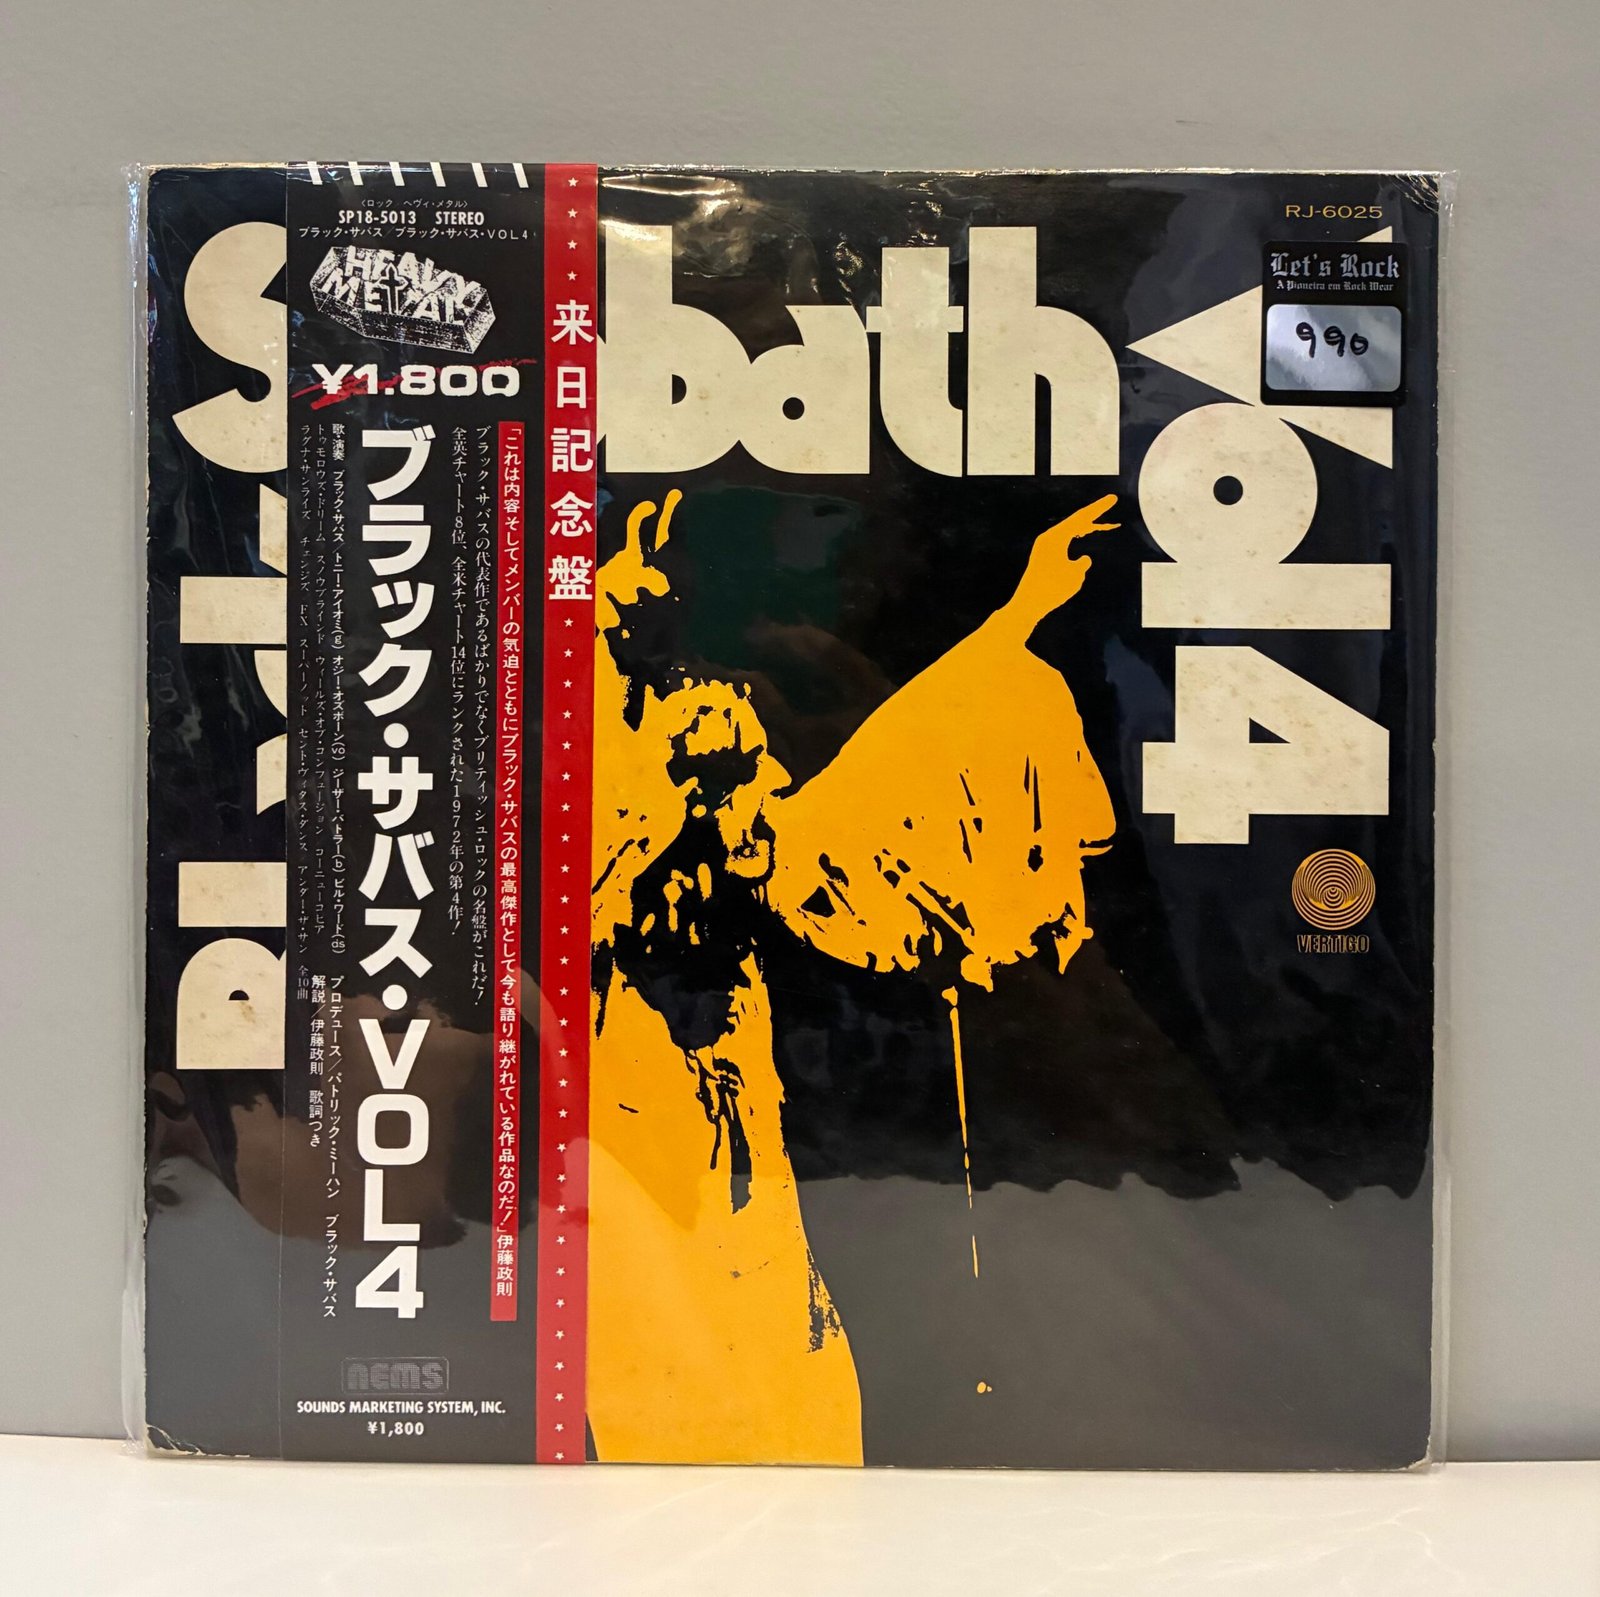 〈ロック ヘヴィ・メタル〉
SP18-5013 STEREO
ブラック・サバス／ブラック・サバス・VOL4
HEAVY
METAL
¥1.800
来日記念盤
「これは内容そしてメンバーの気迫とともにブラック・サバスの最高傑作として今も語り継がれている作品なのだ!」伊藤政則
ブラック・サバスの代表作であるばかりでなくブリティッシュ・ロックの名盤がこれだ!
全英チャート8位、全米チャート14位にランクされた1972年の第4作!
ブラック・サバス・VOL4
歌・演奏 ブラック・サバス／トニー・アイオミ(g) オジー・オズボーン(vo) ジーザー・バトラー(b) ビル・ワード(ds)
トゥモロウズ・ドリーム スノウブラインド ウィールズ・オブ・コンフュージョン コーニューコピア
ラグナ・サンライズ チェンジズ FX スーパーノット セントヴィタス・ダンス アンダー・ザ・サン 全10曲
プロデュース／パトリック・ミーハン ブラック・サバス
解説／伊藤政則 歌詞つき
nems
SOUNDS MARKETING SYSTEM, INC.
¥1,800
bath
Vol4
RJ-6025
Let's Rock
A Pioneira em Rock Wear
990
VERTIGO